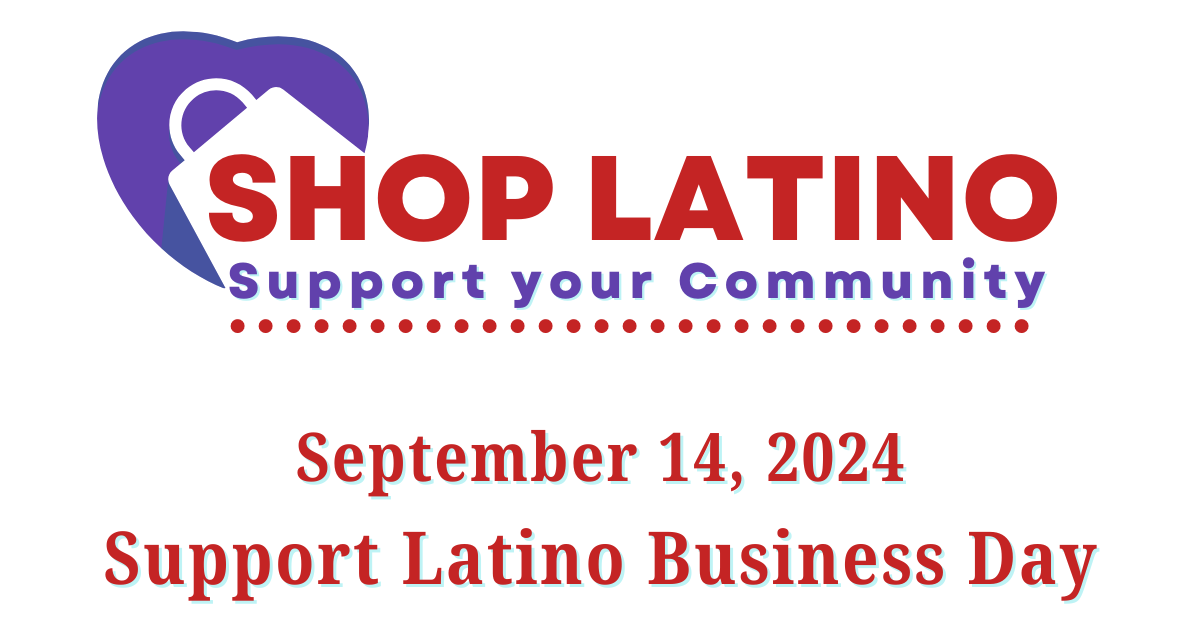 SHOP LATINO
Support your Community
September 14, 2024
Support Latino Business Day